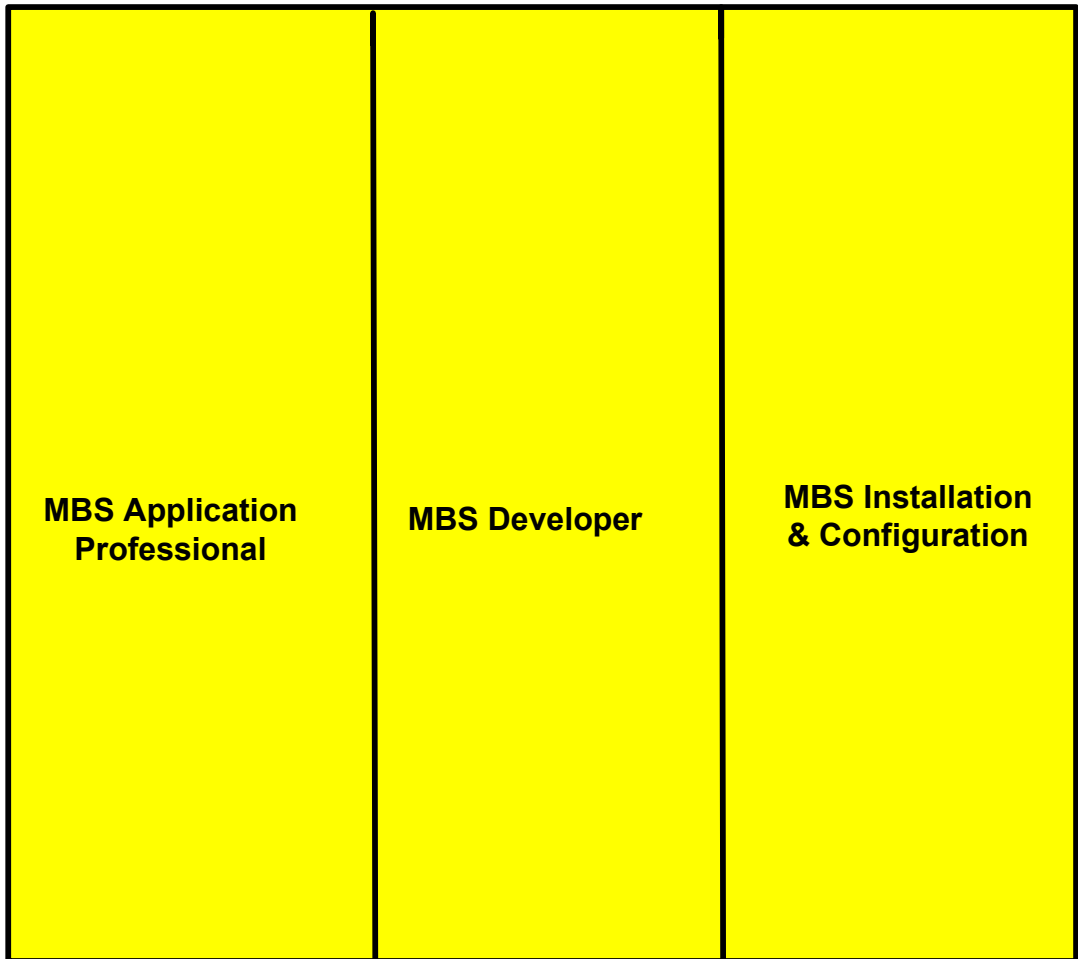 MBS Application
Professional
MBS Developer
MBS Installation
& Configuration